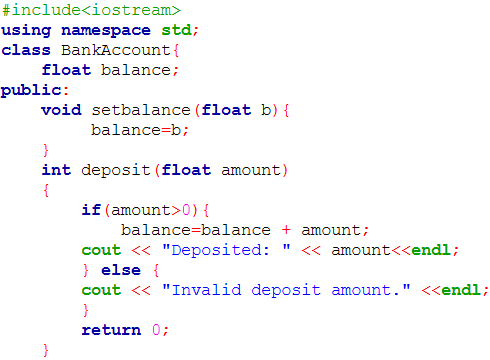 #include<iostream>
using namespace std;
class BankAccount{
    float balance;
public:
    void setbalance(float b){
         balance=b;
    }
    int deposit(float amount)
    {
        if(amount>0){
            balance=balance + amount;
        cout << "Deposited: " << amount<<endl;
        } else {
        cout << "Invalid deposit amount." <<endl;
        }
        return 0;
    }